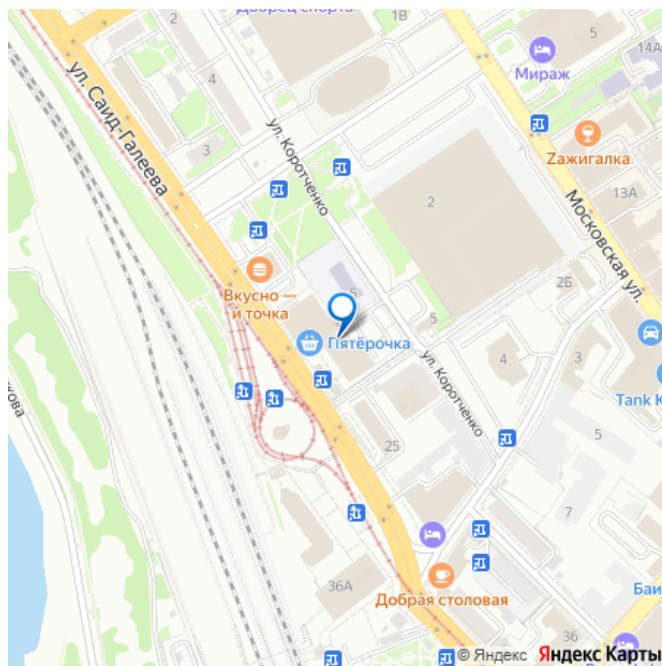 Дворец спорта
1В
2
4
5
14А
Мираж
ул. Саид-Галеева
3
ул. Коротченко
Zажигалка
2
13А
Московская ул.
Вкусно —
и точка
5
2Б
Пятёрочка
5
ул. Коротченко
4
3
Tank
25
5
7
36А
Добрая столовая
36
© Яндекс Яндекс Карты